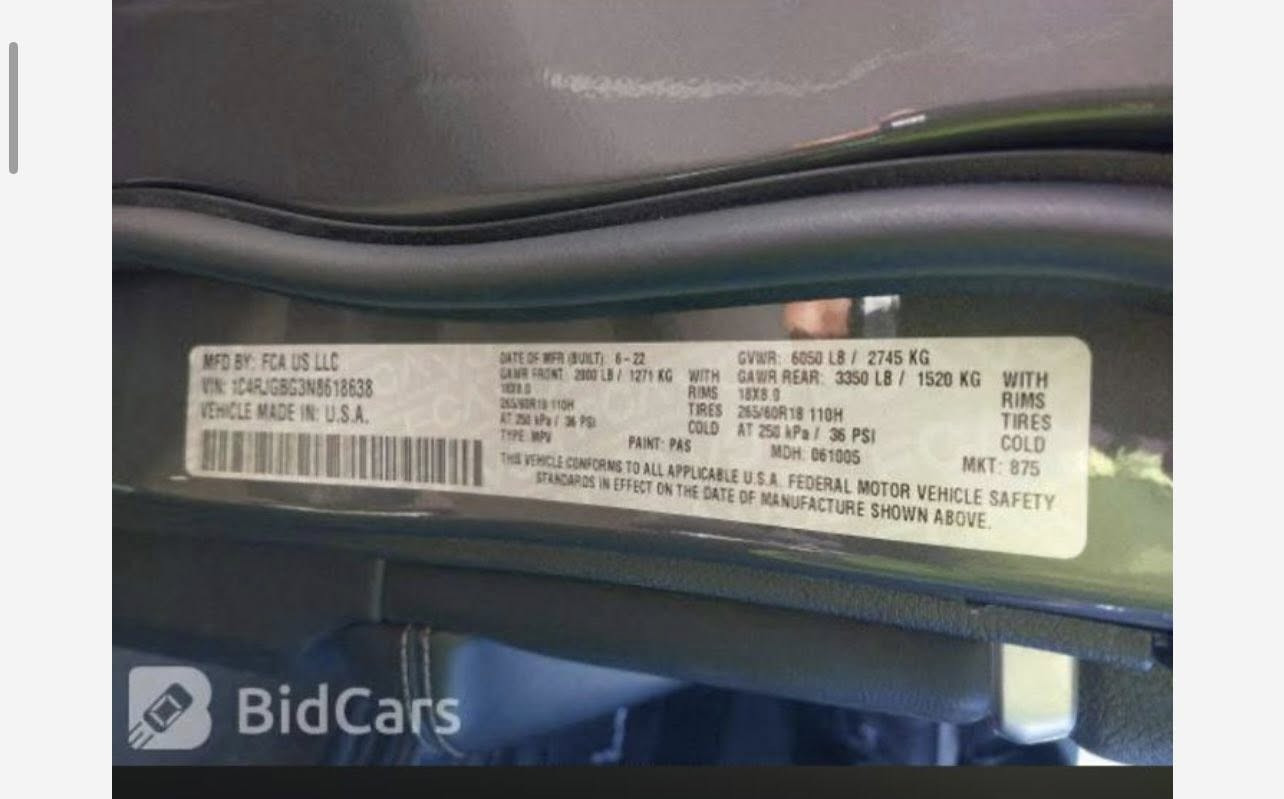 MFD BY: FCA US LLC
VIN: 1C4RJGBG3N8618638
VEHICLE MADE IN: U.S.A.
DATE OF MFR (BUILT): 6-22
GAWR FRONT: 2800 LB / 1271 KG WITH
18X8.0 RIMS
265/60R18 110H TIRES
AT 250 kPa / 36 PSI COLD
TYPE: MPV PAINT: PAS
GVWR: 6050 LB / 2745 KG
GAWR REAR: 3350 LB / 1520 KG WITH
18X8.0 RIMS
265/60R18 110H TIRES
AT 250 kPa / 36 PSI COLD
MDH: 061005 MKT: 875
THIS VEHICLE CONFORMS TO ALL APPLICABLE U.S.A. FEDERAL MOTOR VEHICLE SAFETY
STANDARDS IN EFFECT ON THE DATE OF MANUFACTURE SHOWN ABOVE.
BidCars